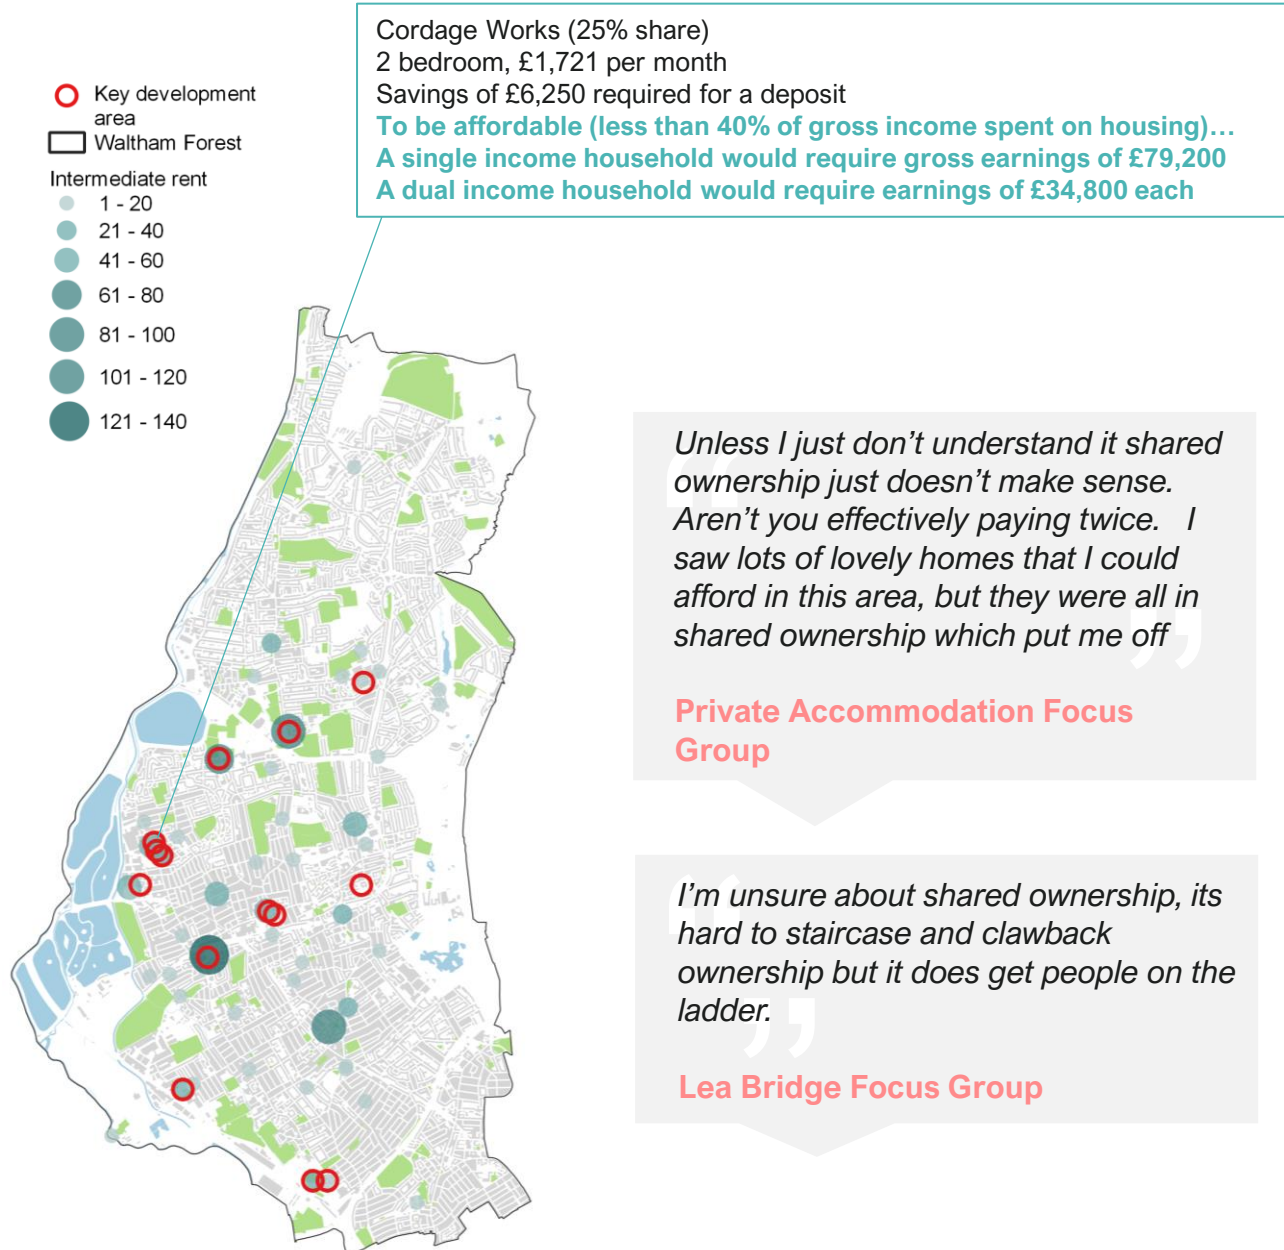 Cordage Works (25% share)
2 bedroom, £1,721 per month
Savings of £6,250 required for a deposit
To be affordable (less than 40% of gross income spent on housing)…
A single income household would require gross earnings of £79,200
A dual income household would require earnings of £34,800 each
Key development
area
Waltham Forest
Intermediate rent
1 - 20
21 - 40
41 - 60
61 - 80
81 - 100
101 - 120
121 - 140
“
Unless I just don’t understand it shared
ownership just doesn’t make sense.
Aren’t you effectively paying twice.   I
saw lots of lovely homes that I could
afford in this area, but they were all in
shared ownership which put me off
”
Private Accommodation Focus
Group
“
I’m unsure about shared ownership, its
hard to staircase and clawback
ownership but it does get people on the
ladder.
”
Lea Bridge Focus Group